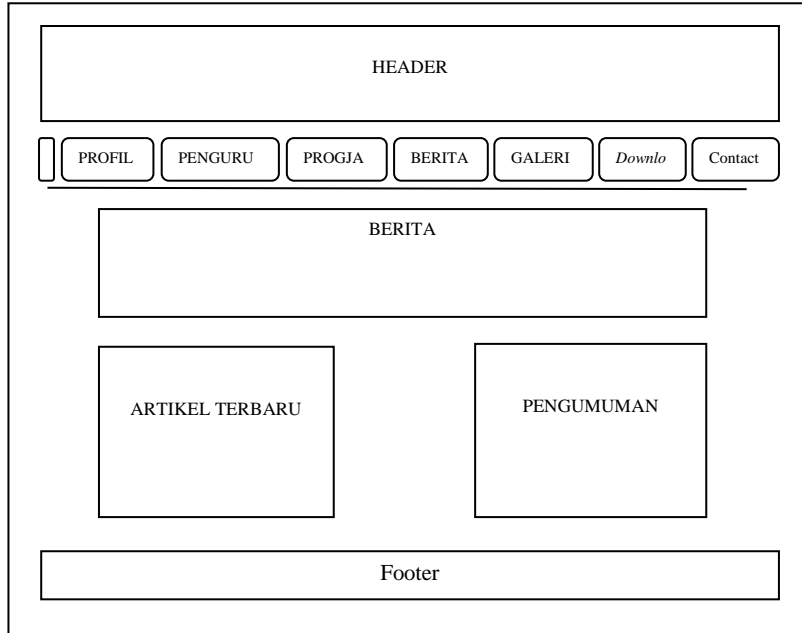 HEADER
PROFIL PENGURU PROGJA BERITA GALERI Downlo Contact
BERITA
ARTIKEL TERBARU PENGUMUMAN
Footer